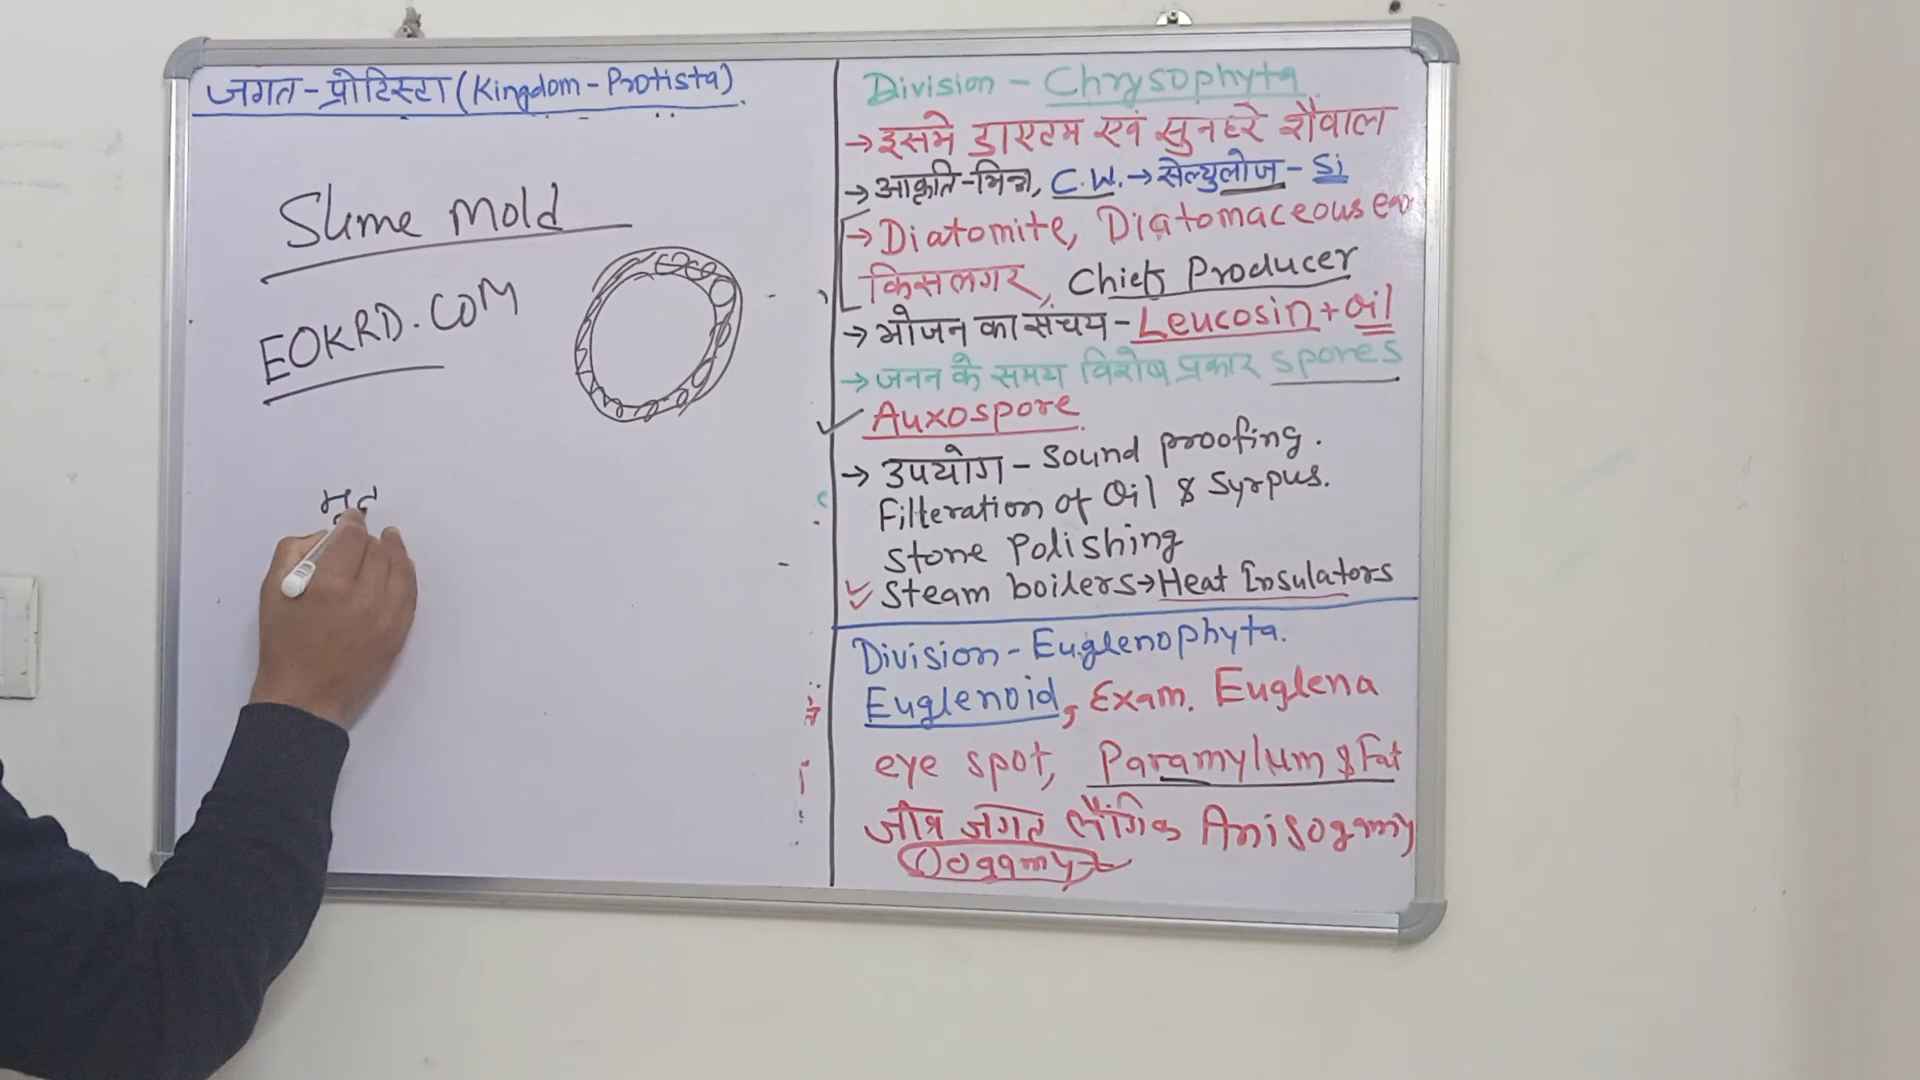 जगत-प्रोटिस्टा (Kingdom-Protista)
Slime Mold
EOKRD.COM
मृत
Division - Chrysophyta
→ इसमे डाएटम एवं सुनहरे शैवाल
→ आकृति-भिन्न, C.W. → सेल्युलोज - Si
→ Diatomite, Diatomaceous ear
किसलगर, Chief Producer
→ भोजन का संचय - Leucosin + Oil
→ जनन के समय विशेष प्रकार spores
Auxospore
→ उपयोग - Sound proofing.
Filteration of Oil & Syrpus.
Stone Polishing
Steam boilers → Heat Insulators
Division - Euglenophyta.
Euglenoid, Exam. Euglena
eye spot, Paramylum & Fat
जीव जगत लैंगिक Anisogamy
Oogamy